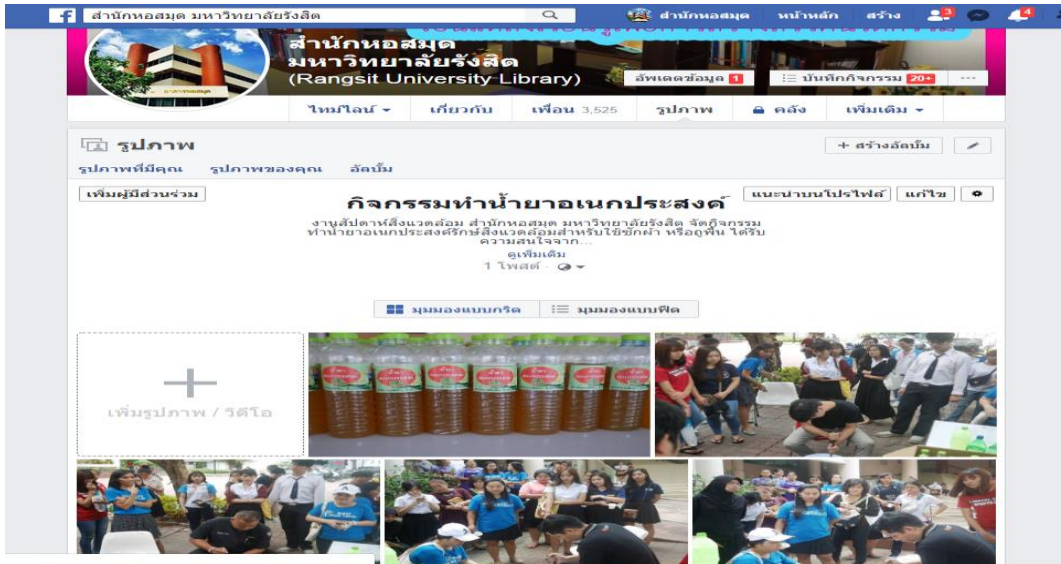 สำนักหอสมุด มหาวิทยาลัยรังสิต
สำนักหอสมุด
หน้าหลัก
สร้าง
3
4
สำนักหอสมุด
มหาวิทยาลัยรังสิต
(Rangsit University Library)
อัพเดตข้อมูล 1
บันทึกกิจกรรม 20+
ไทม์ไลน์
เกี่ยวกับ
เพื่อน 3,525
รูปภาพ
คลัง
เพิ่มเติม
รูปภาพ
+ สร้างอัลบั้ม
รูปภาพที่มีคุณ
รูปภาพของคุณ
อัลบั้ม
เพิ่มผู้มีส่วนร่วม
แนะนำบนโปรไฟล์
แก้ไข
กิจกรรมทำน้ำยาอเนกประสงค์
งานสัปดาห์สิ่งแวดล้อม สำนักหอสมุด มหาวิทยาลัยรังสิต จัดกิจกรรม
ทำน้ำยาอเนกประสงค์รักษ์สิ่งแวดล้อมสำหรับใช้ซักผ้า หรือถูพื้น ได้รับ
ความสนใจจาก...
ดูเพิ่มเติม
1 โพสต์
มุมมองแบบกริด
มุมมองแบบฟีด
เพิ่มรูปภาพ / วิดีโอ